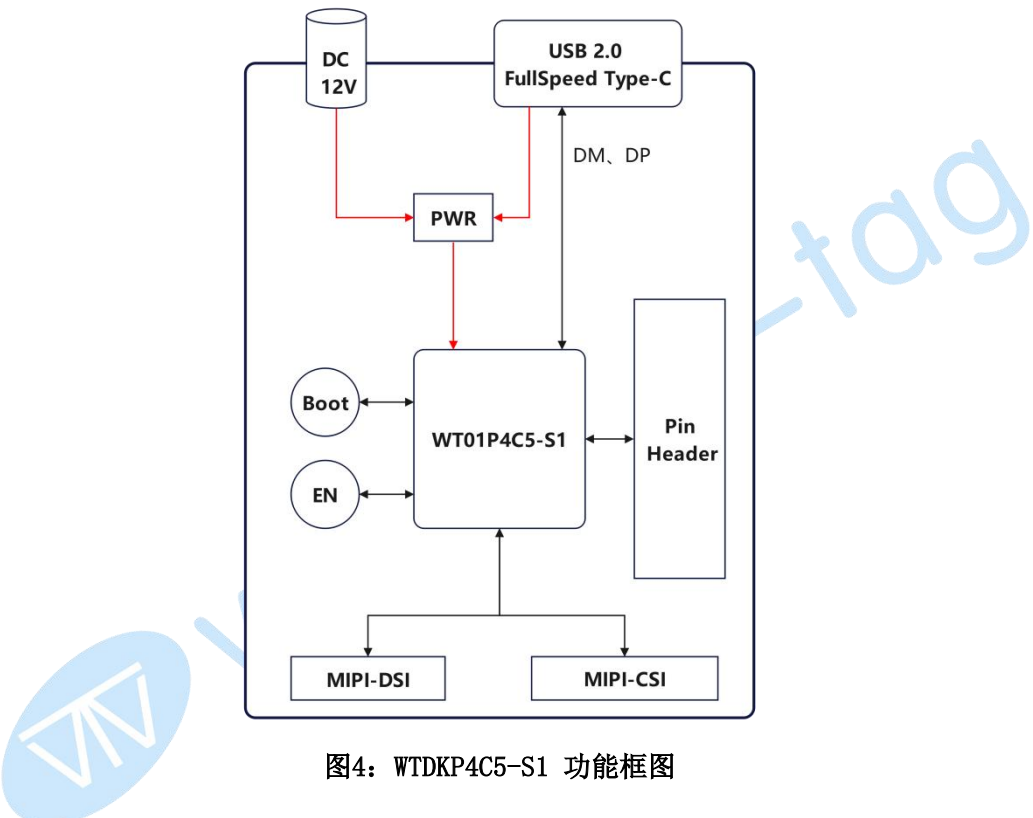 DC
12V
USB 2.0
FullSpeed Type-C
DM、DP
PWR
Boot
WT01P4C5-S1
Pin
Header
EN
MIPI-DSI
MIPI-CSI
图4：WTDKP4C5-S1 功能框图
-tag